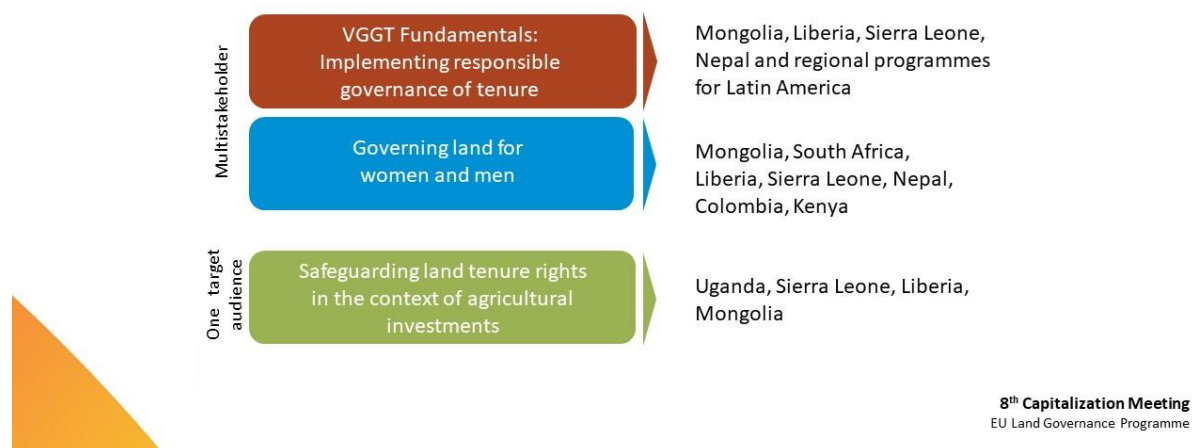 Multistakeholder
VGGT Fundamentals:
Implementing responsible
governance of tenure
Mongolia, Liberia, Sierra Leone,
Nepal and regional programmes
for Latin America
Governing land for
women and men
Mongolia, South Africa,
Liberia, Sierra Leone, Nepal,
Colombia, Kenya
One target
audience
Safeguarding land tenure rights
in the context of agricultural
investments
Uganda, Sierra Leone, Liberia,
Mongolia
8th Capitalization Meeting
EU Land Governance Programme